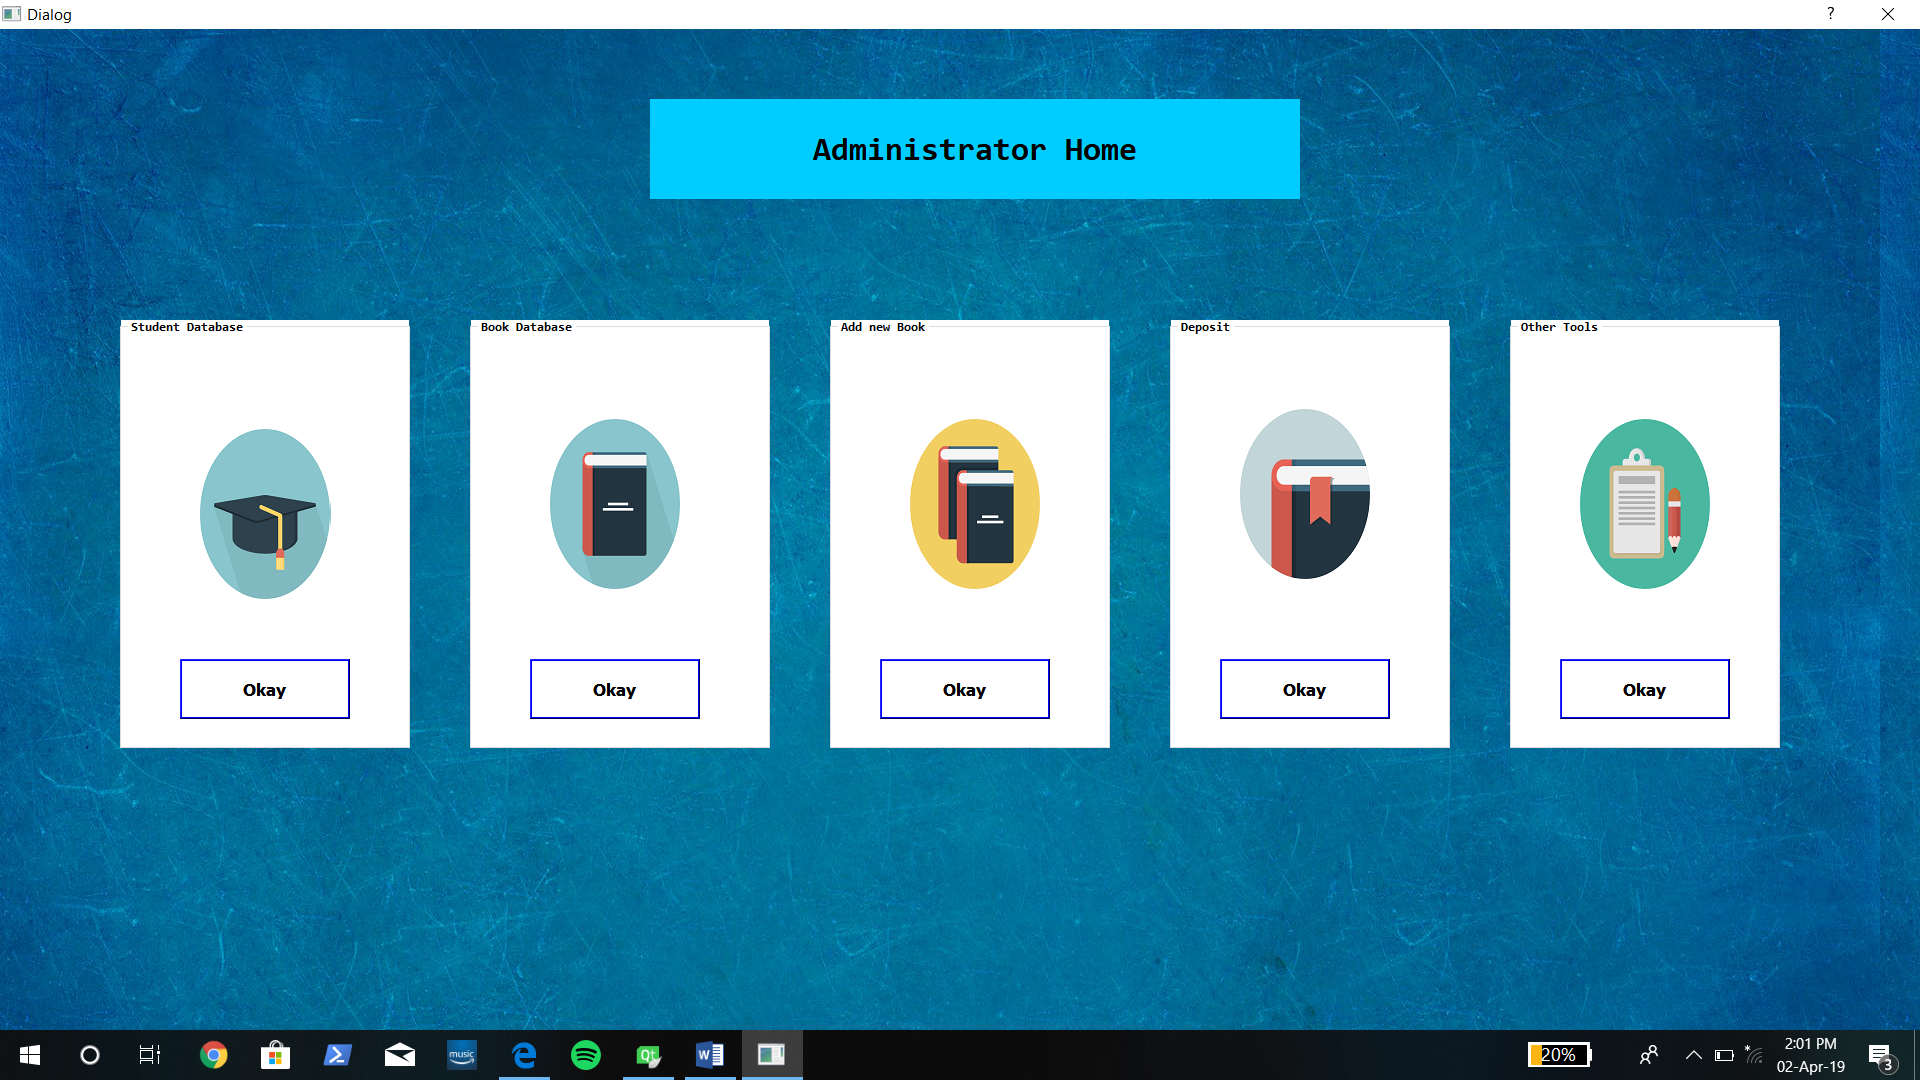 Dialog
?
Administrator Home
Student Database
Book Database
Add new Book
Deposit
Other Tools
Okay
Okay
Okay
Okay
Okay
music
Qt
W
20%
2:01 PM
02-Apr-19
3